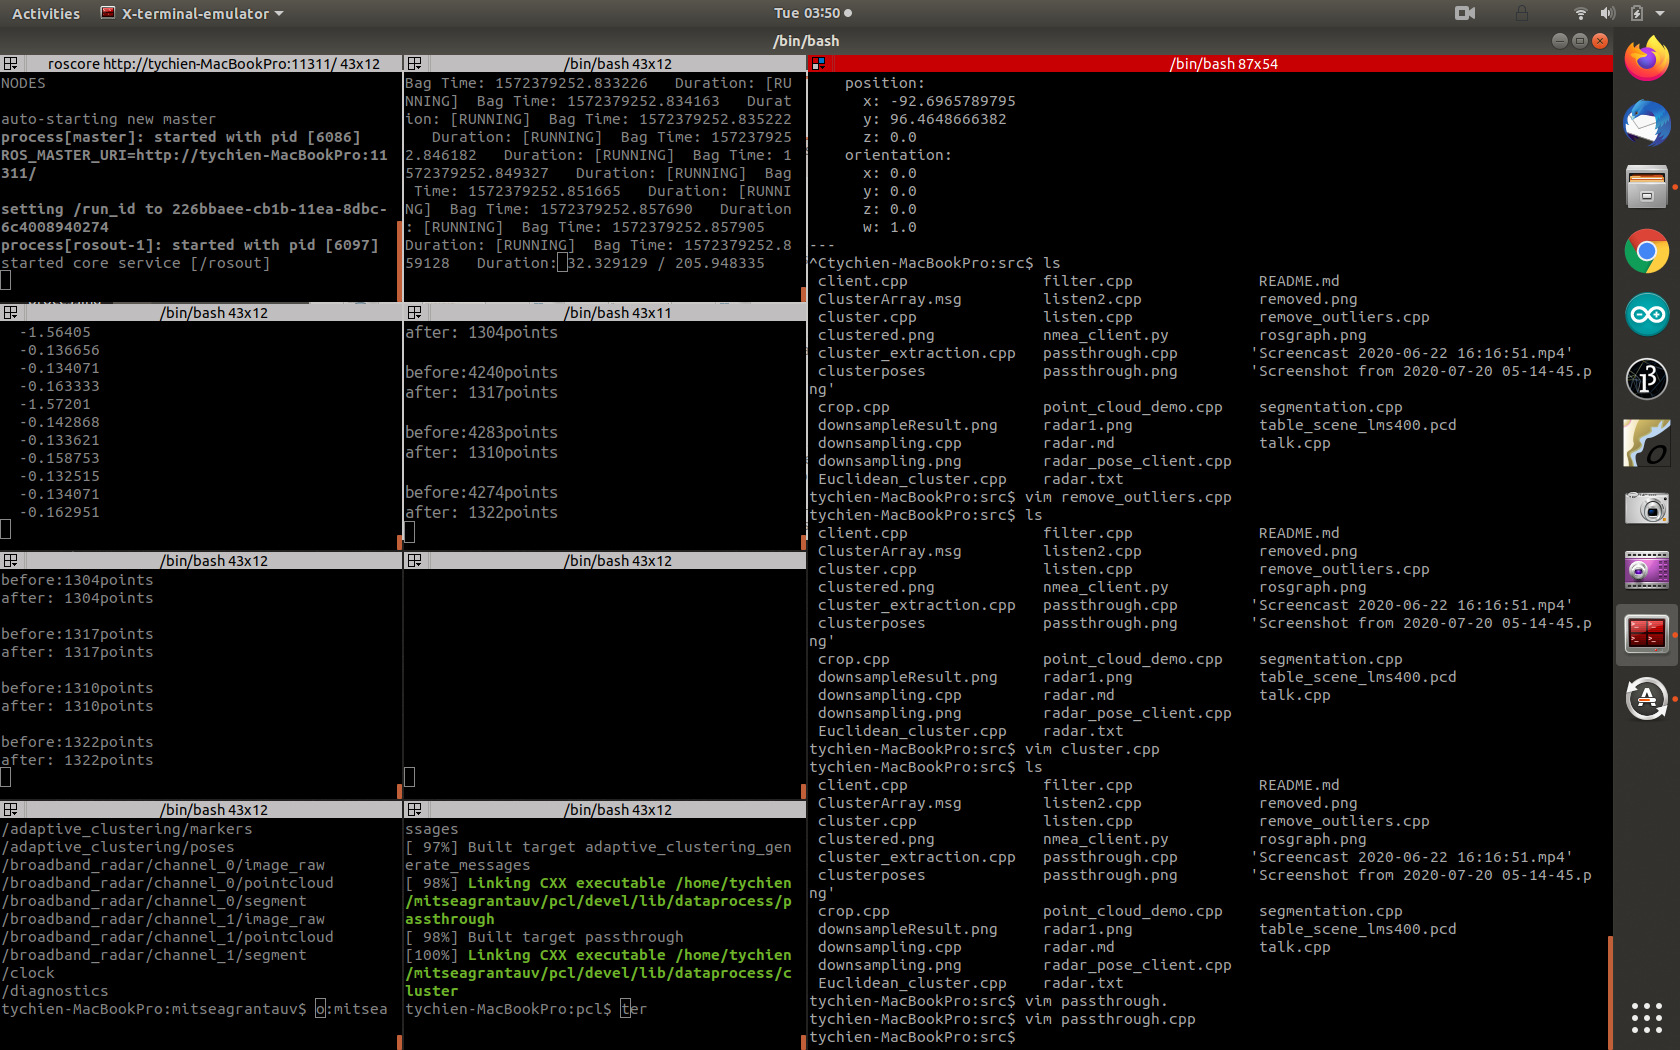 Activities
X-terminal-emulator
Tue 03:50
/bin/bash
roscore http://tychien-MacBookPro:11311/ 43x12
NODES
auto-starting new master
process[master]: started with pid [6086]
ROS_MASTER_URI=http://tychien-MacBookPro:11
311/
setting /run_id to 226bbaee-cb1b-11ea-8dbc-
6c4008940274
process[rosout-1]: started with pid [6097]
started core service [/rosout]
/bin/bash 43x12
Bag Time: 1572379252.833226   Duration: [RU
NNING]  Bag Time: 1572379252.834163   Durat
ion: [RUNNING]  Bag Time: 1572379252.835222
   Duration: [RUNNING]  Bag Time: 157237925
2.846182   Duration: [RUNNING]  Bag Time: 1
572379252.849327   Duration: [RUNNING]  Bag
 Time: 1572379252.851665   Duration: [RUNNI
NG]  Bag Time: 1572379252.857690   Duration
: [RUNNING]  Bag Time: 1572379252.857905
Duration: [RUNNING]  Bag Time: 1572379252.8
59128   Duration: 32.329129 / 205.948335
/bin/bash 43x12
-1.56405
-0.136656
-0.134071
-0.163333
-1.57201
-0.142868
-0.133621
-0.158753
-0.132515
-0.134071
-0.162951
/bin/bash 43x11
after: 1304points
before:4240points
after: 1317points
before:4283points
after: 1310points
before:4274points
after: 1322points
/bin/bash 43x12
before:1304points
after: 1304points
before:1317points
after: 1317points
before:1310points
after: 1310points
before:1322points
after: 1322points
/bin/bash 43x12
/bin/bash 43x12
/adaptive_clustering/markers
/adaptive_clustering/poses
/broadband_radar/channel_0/image_raw
/broadband_radar/channel_0/pointcloud
/broadband_radar/channel_0/segment
/broadband_radar/channel_1/image_raw
/broadband_radar/channel_1/pointcloud
/broadband_radar/channel_1/segment
/clock
/diagnostics
tychien-MacBookPro:mitseagrantauv$ o:mitsea
/bin/bash 43x12
ssages
[ 97%] Built target adaptive_clustering_gen
erate_messages
[ 98%] Linking CXX executable /home/tychien
/mitseagrantauv/pcl/devel/lib/dataprocess/p
assthrough
[ 98%] Built target passthrough
[100%] Linking CXX executable /home/tychien
/mitseagrantauv/pcl/devel/lib/dataprocess/c
luster
tychien-MacBookPro:pcl$ ter
/bin/bash 87x54
position:
x: -92.6965789795
y: 96.4648666382
z: 0.0
orientation:
x: 0.0
y: 0.0
z: 0.0
w: 1.0
---
^Ctychien-MacBookPro:src$ ls
client.cpp filter.cpp README.md
ClusterArray.msg listen2.cpp removed.png
cluster.cpp listen.cpp remove_outliers.cpp
clustered.png nmea_client.py rosgraph.png
cluster_extraction.cpp passthrough.cpp 'Screencast 2020-06-22 16:16:51.mp4'
clusterposes passthrough.png 'Screenshot from 2020-07-20 05-14-45.p
ng'
crop.cpp point_cloud_demo.cpp segmentation.cpp
downsampleResult.png radar1.png table_scene_lms400.pcd
downsampling.cpp radar.md talk.cpp
downsampling.png radar_pose_client.cpp
Euclidean_cluster.cpp radar.txt
tychien-MacBookPro:src$ vim remove_outliers.cpp
tychien-MacBookPro:src$ ls
client.cpp filter.cpp README.md
ClusterArray.msg listen2.cpp removed.png
cluster.cpp listen.cpp remove_outliers.cpp
clustered.png nmea_client.py rosgraph.png
cluster_extraction.cpp passthrough.cpp 'Screencast 2020-06-22 16:16:51.mp4'
clusterposes passthrough.png 'Screenshot from 2020-07-20 05-14-45.p
ng'
crop.cpp point_cloud_demo.cpp segmentation.cpp
downsampleResult.png radar1.png table_scene_lms400.pcd
downsampling.cpp radar.md talk.cpp
downsampling.png radar_pose_client.cpp
Euclidean_cluster.cpp radar.txt
tychien-MacBookPro:src$ vim cluster.cpp
tychien-MacBookPro:src$ ls
client.cpp filter.cpp README.md
ClusterArray.msg listen2.cpp removed.png
cluster.cpp listen.cpp remove_outliers.cpp
clustered.png nmea_client.py rosgraph.png
cluster_extraction.cpp passthrough.cpp 'Screencast 2020-06-22 16:16:51.mp4'
clusterposes passthrough.png 'Screenshot from 2020-07-20 05-14-45.p
ng'
crop.cpp point_cloud_demo.cpp segmentation.cpp
downsampleResult.png radar1.png table_scene_lms400.pcd
downsampling.cpp radar.md talk.cpp
downsampling.png radar_pose_client.cpp
Euclidean_cluster.cpp radar.txt
tychien-MacBookPro:src$ vim passthrough.
tychien-MacBookPro:src$ vim passthrough.cpp
tychien-MacBookPro:src$